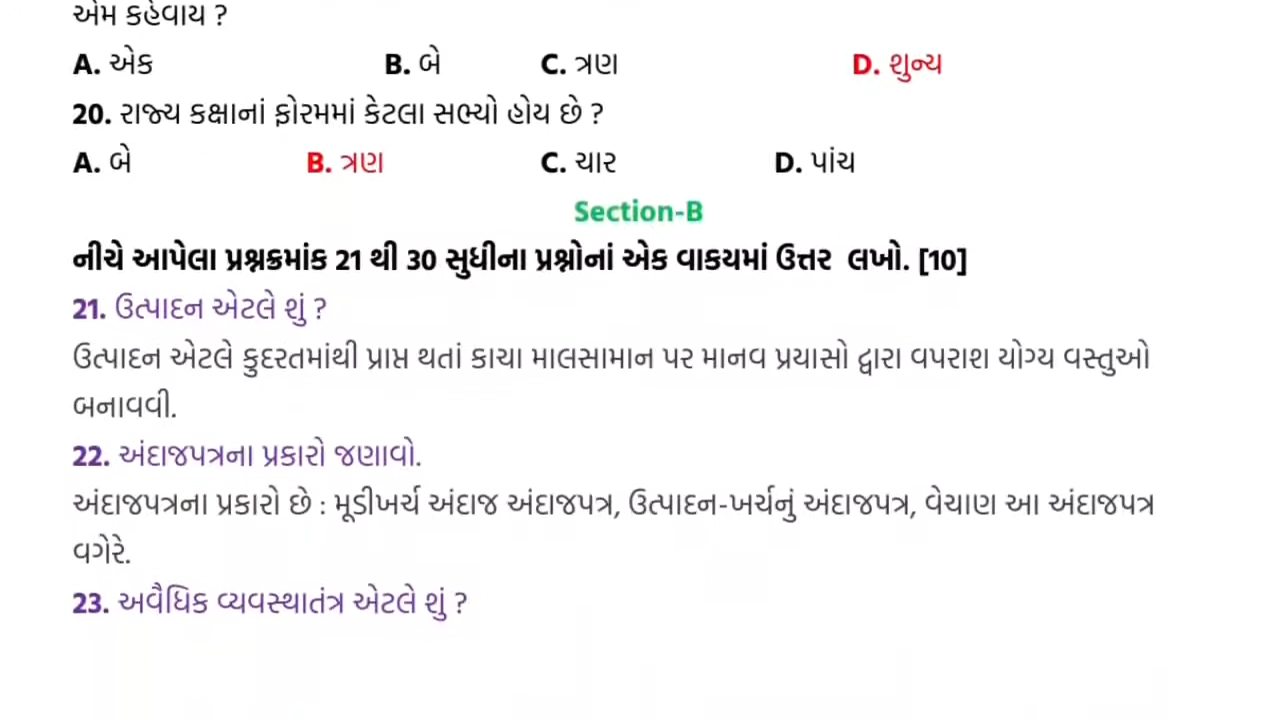 એમ કહેવાય ?
A. એક B. બે C. ત્રણ D. શુન્ય
20. રાજ્ય કક્ષાનાં ફોરમમાં કેટલા સભ્યો હોય છે ?
A. બે B. ત્રણ C. ચાર D. પાંચ
Section-B
નીચે આપેલા પ્રશ્નક્રમાંક 21 થી 30 સુધીના પ્રશ્નોનાં એક વાક્યમાં ઉત્તર લખો. [10]
21. ઉત્પાદન એટલે શું ?
ઉત્પાદન એટલે કુદરતમાંથી પ્રાપ્ત થતાં કાચા માલસામાન પર માનવ પ્રયાસો દ્વારા વપરાશ યોગ્ય વસ્તુઓ
બનાવવી.
22. અંદાજપત્રના પ્રકારો જણાવો.
અંદાજપત્રના પ્રકારો છે : મૂડીખર્ચ અંદાજ અંદાજપત્ર, ઉત્પાદન-ખર્ચનું અંદાજપત્ર, વેચાણ આ અંદાજપત્ર
વગેરે.
23. અવૈધિક વ્યવસ્થાતંત્ર એટલે શું ?